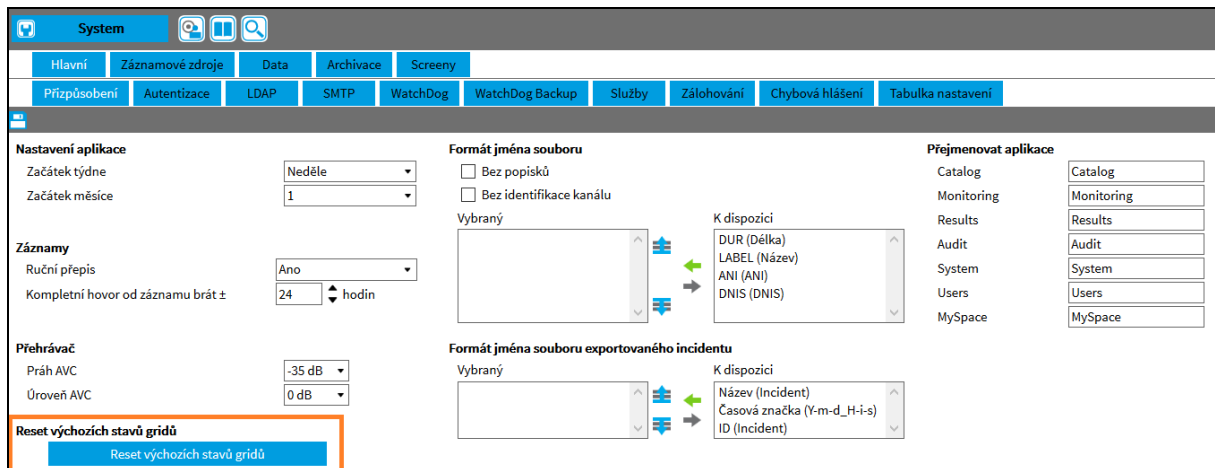 System
Hlavní Záznamové zdroje Data Archivace Screeny
Přizpůsobení Autentizace LDAP SMTP WatchDog WatchDog Backup Služby Zálohování Chybová hlášení Tabulka nastavení
Nastavení aplikace
Začátek týdne Neděle
Začátek měsíce 1
Záznamy
Ruční přepis Ano
Kompletní hovor od záznamu brát ± 24 hodin
Přehrávač
Práh AVC -35 dB
Úroveň AVC 0 dB
Reset výchozích stavů gridů
Reset výchozích stavů gridů
Formát jména souboru
Bez popisků
Bez identifikace kanálu
Vybraný K dispozici
DUR (Délka)
LABEL (Název)
ANI (ANI)
DNIS (DNIS)
Formát jména souboru exportovaného incidentu
Vybraný K dispozici
Název (Incident)
Časová značka (Y-m-d_H-i-s)
ID (Incident)
Přejmenovat aplikace
Catalog Catalog
Monitoring Monitoring
Results Results
Audit Audit
System System
Users Users
MySpace MySpace